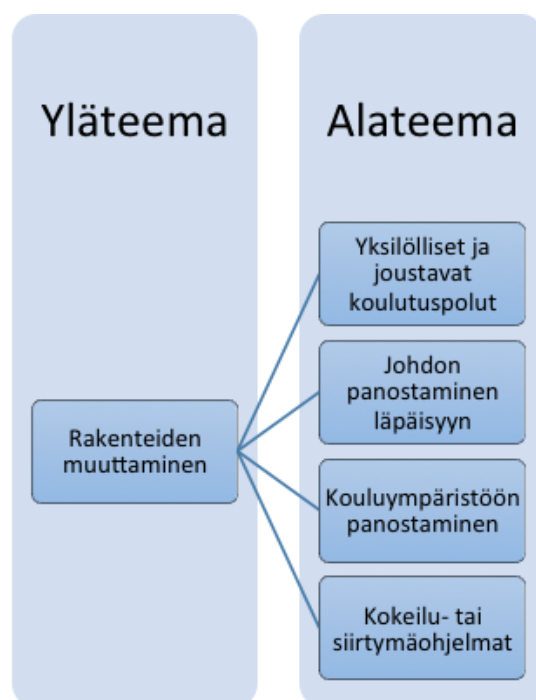 Yläteema
Alateema
Rakenteiden
muuttaminen
Yksilölliset ja
joustavat
koulutuspolut
Johdon
panostaminen
läpäisyyn
Kouluympäristöön
panostaminen
Kokeilu- tai
siirtymäohjelmat